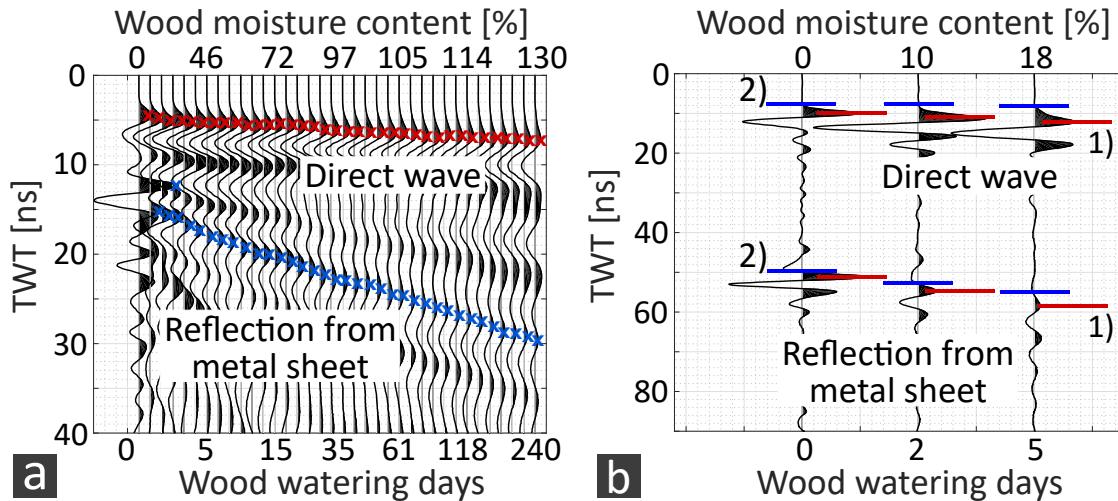 Wood moisture content [%]
0 46 72 97 105 114 130
0
10
20
30
40
TWT [ns]
Direct wave
Reflection from
metal sheet
0 5 15 35 61 118 240
Wood watering days
a
Wood moisture content [%]
0 10 18
0
20
40
60
80
TWT [ns]
2)
1)
Direct wave
2)
1)
Reflection from
metal sheet
0 2 5
Wood watering days
b